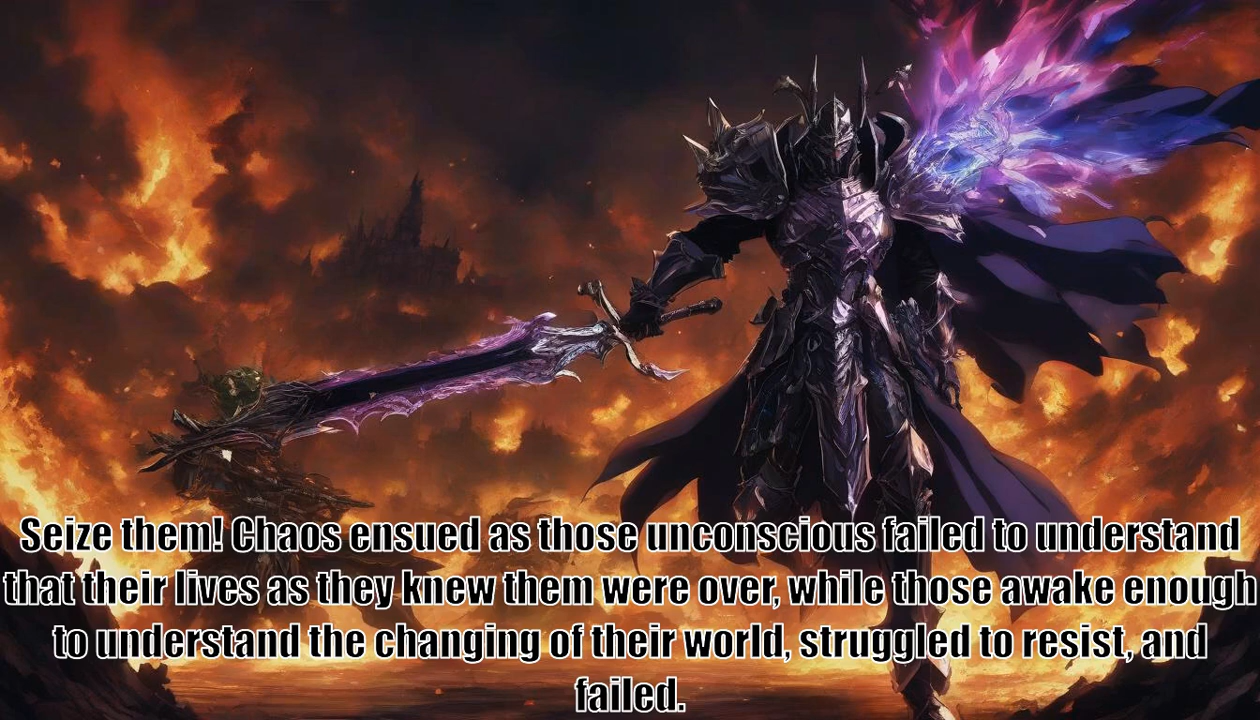 Seize them! Chaos ensued as those unconscious failed to understand
that their lives as they knew them were over, while those awake enough
to understand the changing of their world, struggled to resist, and
failed.